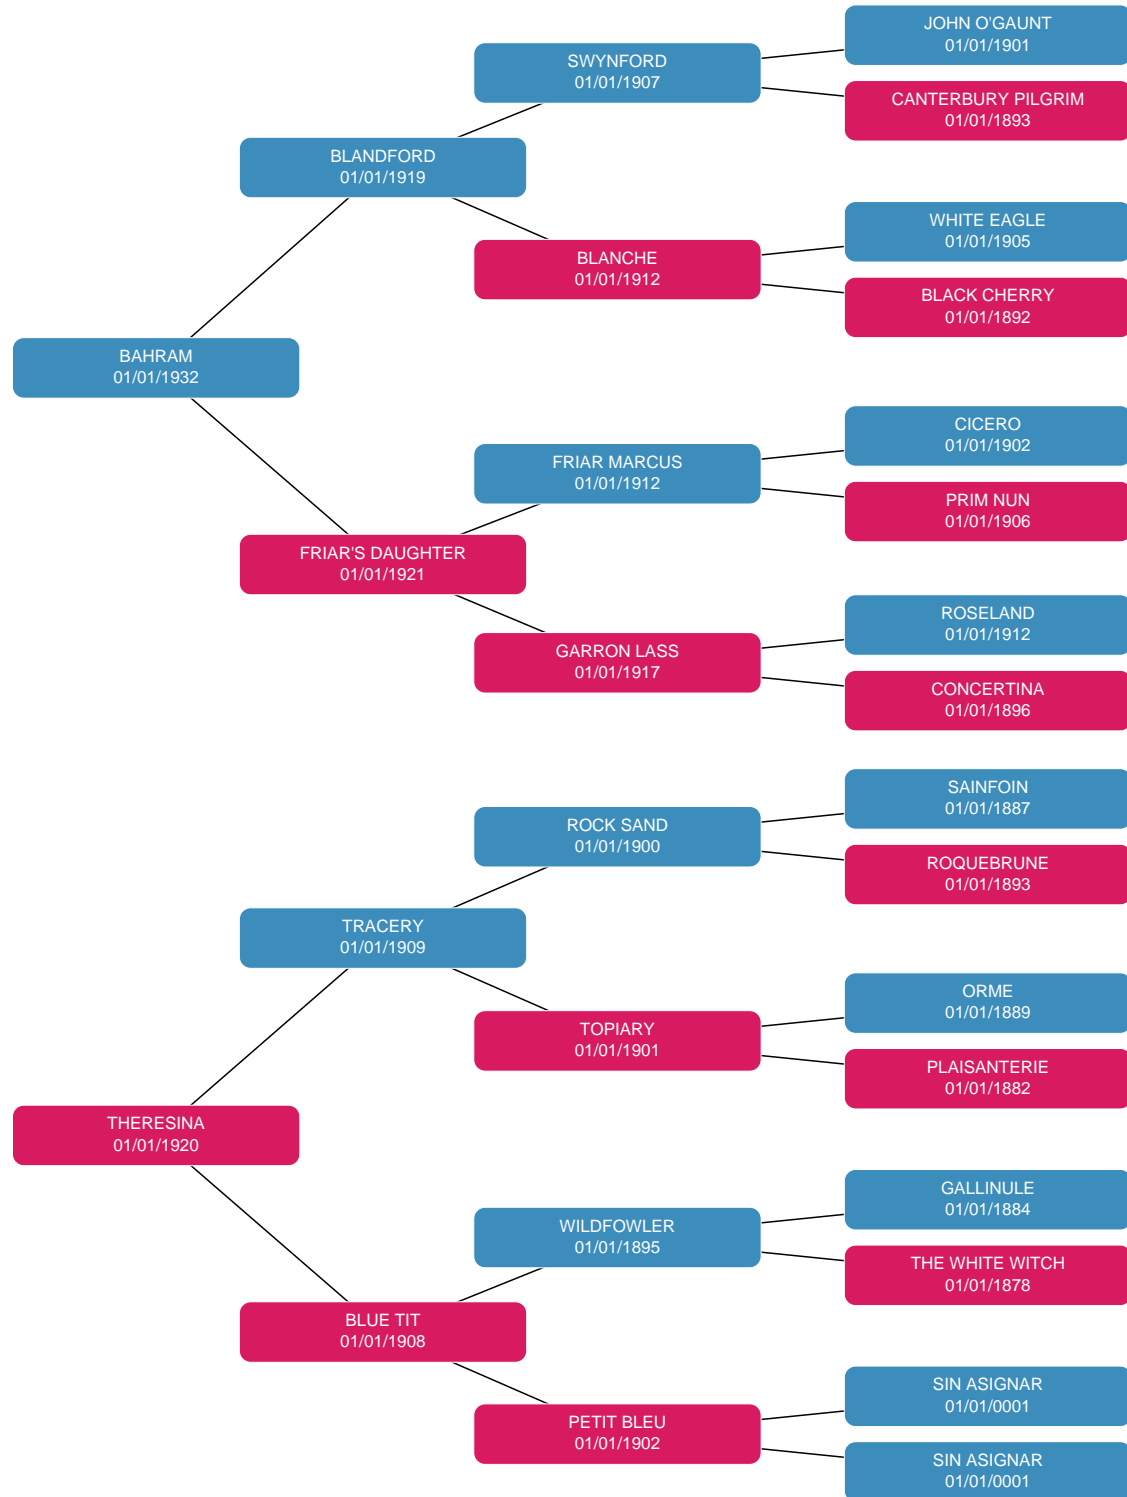 JOHN O'GAUNT
01/01/1901
SWYNFORD
01/01/1907
CANTERBURY PILGRIM
01/01/1893
BLANDFORD
01/01/1919
WHITE EAGLE
01/01/1905
BLANCHE
01/01/1912
BLACK CHERRY
01/01/1892
BAHRAM
01/01/1932
CICERO
01/01/1902
FRIAR MARCUS
01/01/1912
PRIM NUN
01/01/1906
FRIAR'S DAUGHTER
01/01/1921
ROSELAND
01/01/1912
GARRON LASS
01/01/1917
CONCERTINA
01/01/1896
SAINFOIN
01/01/1887
ROCK SAND
01/01/1900
ROQUEBRUNE
01/01/1893
TRACERY
01/01/1909
ORME
01/01/1889
TOPIARY
01/01/1901
PLAISANTERIE
01/01/1882
THERESINA
01/01/1920
GALLINULE
01/01/1884
WILDFOWLER
01/01/1895
THE WHITE WITCH
01/01/1878
BLUE TIT
01/01/1908
SIN ASIGNAR
01/01/0001
PETIT BLEU
01/01/1902
SIN ASIGNAR
01/01/0001